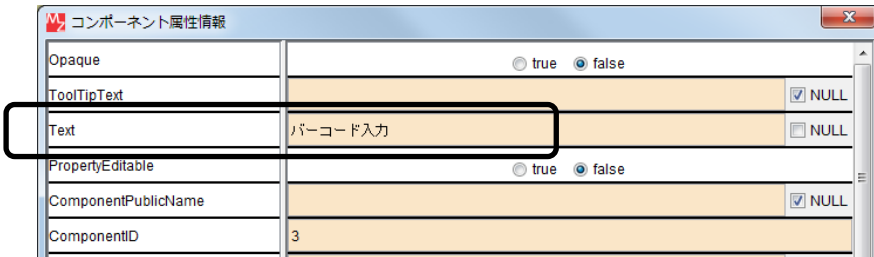 コンポーネント属性情報
Opaque true false
ToolTipText NULL
Text バーコード入力 NULL
PropertyEditable true false
ComponentPublicName NULL
ComponentID 3